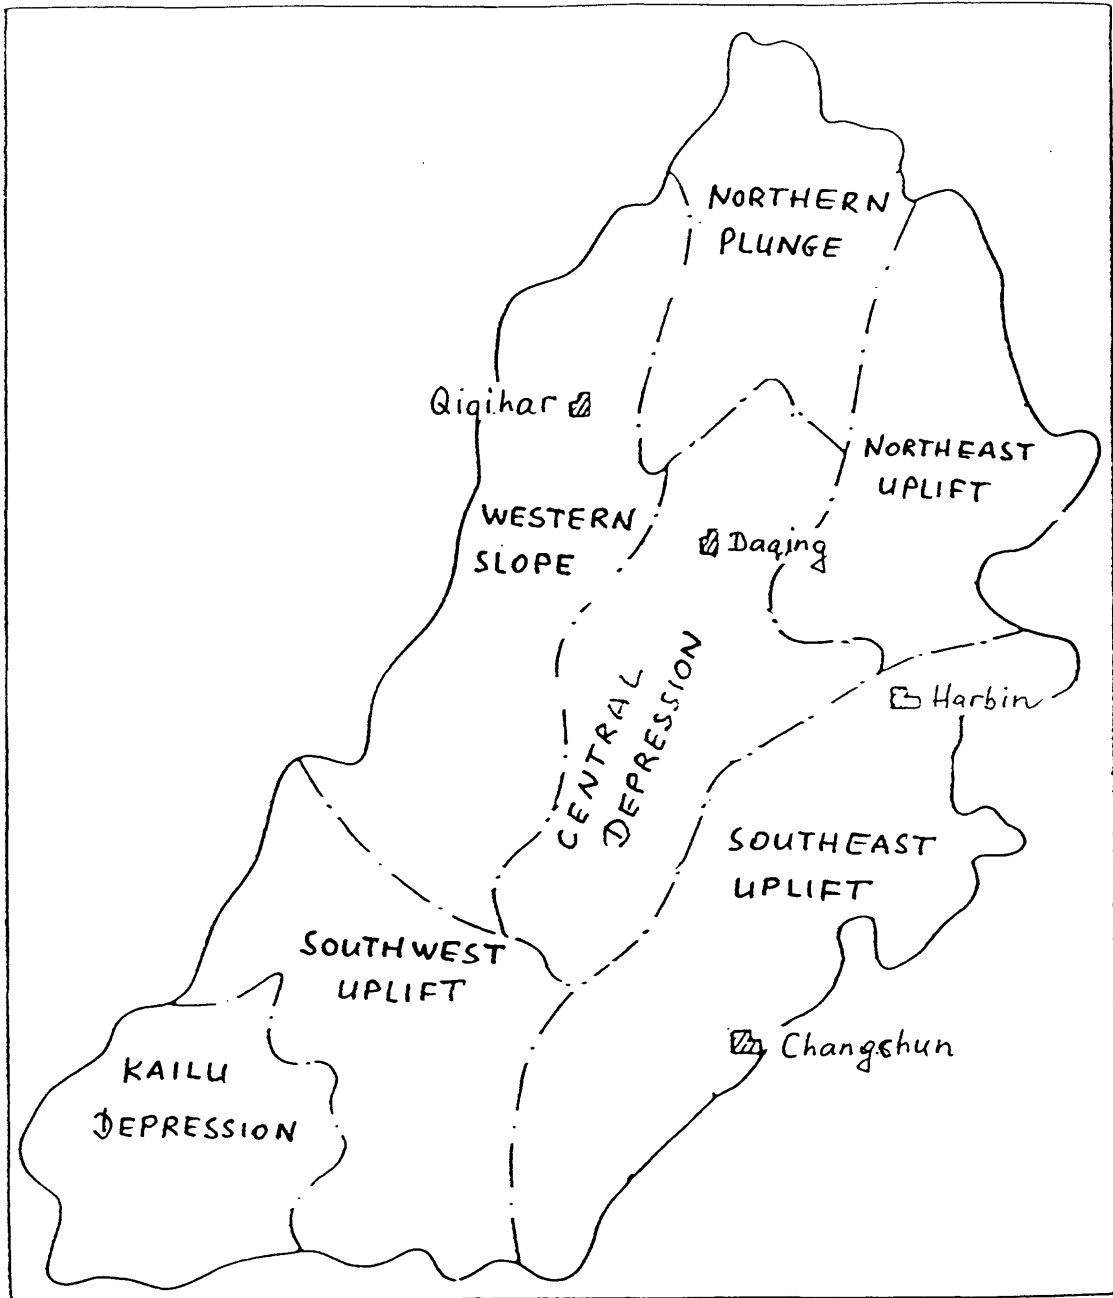 NORTHERN
PLUNGE
Qiqihar
NORTHEAST
UPLIFT
WESTERN
SLOPE
Daqing
CENTRAL
DEPRESSION
Harbin
SOUTHEAST
UPLIFT
SOUTHWEST
UPLIFT
Changchun
KAILU
DEPRESSION